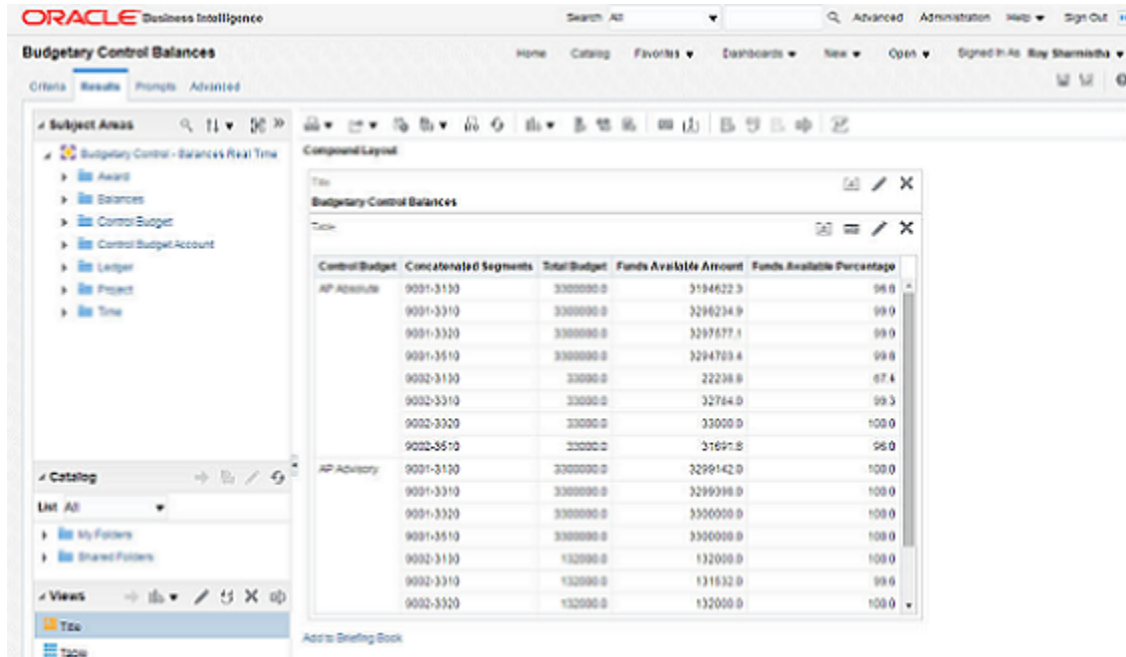 ORACLE Business Intelligence Search All Advanced Administration Help Sign Out
Budgetary Control Balances Home Catalog Favorites Dashboards New Open Signed In As Roy Sharmistha
Criteria Results Prompts Advanced
Subject Areas
Budgetary Control - Balances Real Time
Award
Balances
Control Budget
Control Budget Account
Ledger
Project
Time
Catalog
List All
My Folders
Shared Folders
Views
Title
Table
Compound Layout
Title
Budgetary Control Balances
Table
Control Budget Concatenated Segments Total Budget Funds Available Amount Funds Available Percentage
AP Absolute 9001-3130 3300000.0 3194622.3
9001-3310 3300000.0 3296234.9
9001-3320 3300000.0 3297577.1
9001-3510 3300000.0 3294703.4
9002-3130 33000.0 22238.8 67.4
9002-3310 33000.0 32764.0 99.3
9002-3320 33000.0 33000.0 100.0
9002-3510 33000.0 31691.8 96.0
AP Advisory 9001-3130 3300000.0 3299142.0 100.0
9001-3310 3300000.0 3299398.0 100.0
9001-3320 3300000.0 3300000.0 100.0
9001-3510 3300000.0 3300000.0 100.0
9002-3130 132000.0 132000.0 100.0
9002-3310 132000.0 131532.0 99.6
9002-3320 132000.0 132000.0 100.0
Add to Briefing Book